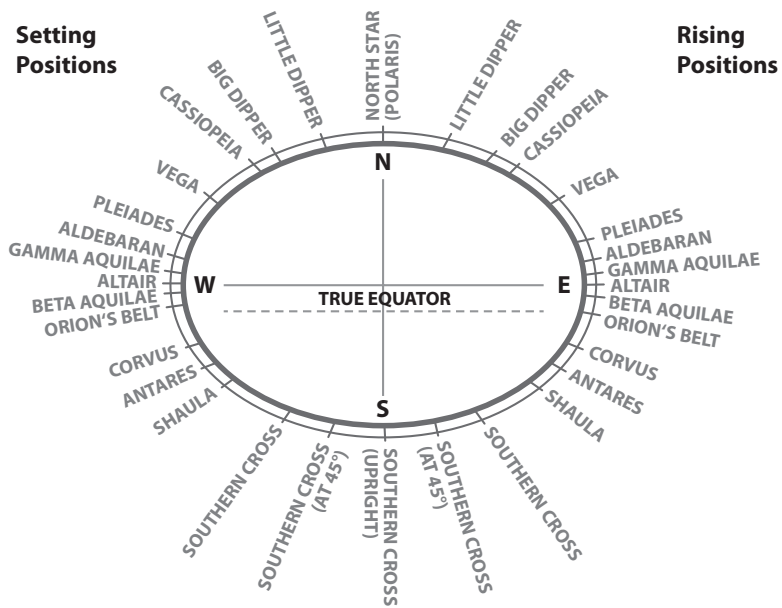 Setting
Positions
Rising
Positions
NORTH STAR
(POLARIS)
LITTLE DIPPER
BIG DIPPER
CASSIOPEIA
VEGA
PLEIADES
ALDEBARAN
GAMMA AQUILAE
ALTAIR
BETA AQUILAE
ORION'S BELT
CORVUS
ANTARES
SHAULA
SOUTHERN CROSS
SOUTHERN CROSS
(AT 45°)
SOUTHERN CROSS
(UPRIGHT)
SOUTHERN CROSS
(AT 45°)
SOUTHERN CROSS
SHAULA
ANTARES
CORVUS
ORION'S BELT
BETA AQUILAE
ALTAIR
GAMMA AQUILAE
ALDEBARAN
PLEIADES
VEGA
CASSIOPEIA
BIG DIPPER
LITTLE DIPPER
N
W
E
TRUE EQUATOR
S